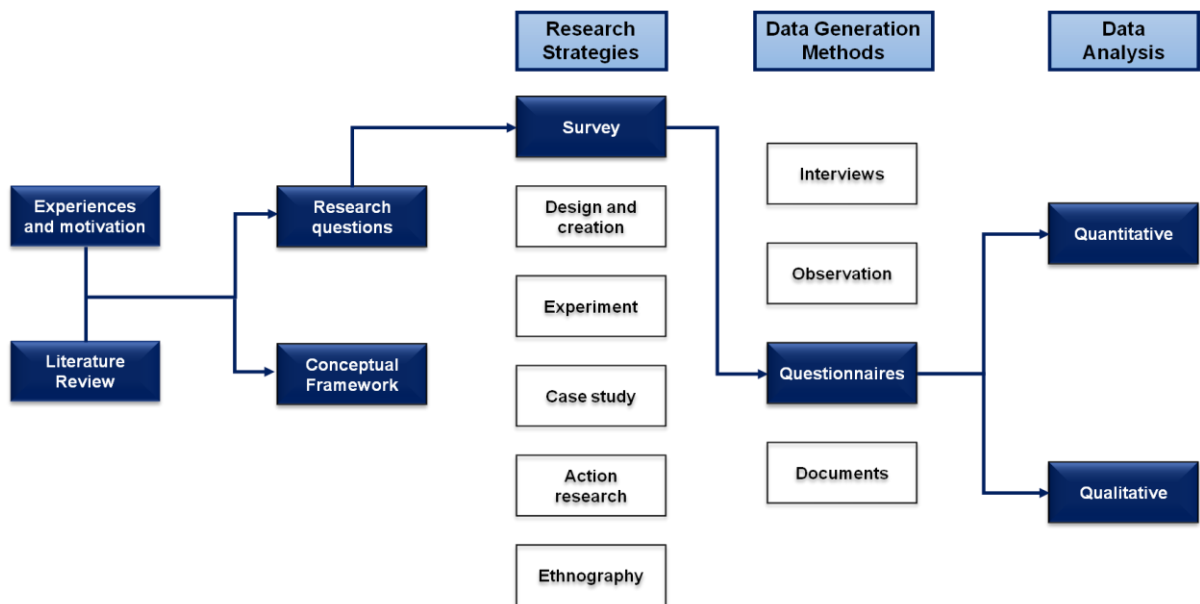 Research
Strategies
Data Generation
Methods
Data
Analysis
Experiences
and motivation
Literature
Review
Research
questions
Conceptual
Framework
Survey
Design and
creation
Experiment
Case study
Action
research
Ethnography
Interviews
Observation
Questionnaires
Documents
Quantitative
Qualitative